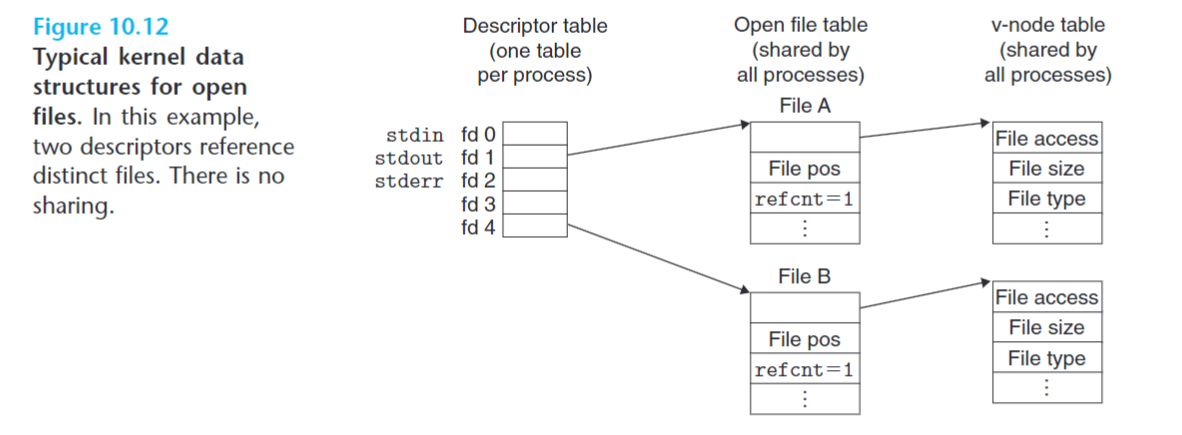 Figure 10.12
Typical kernel data
structures for open
files. In this example,
two descriptors reference
distinct files. There is no
sharing.
Descriptor table
(one table
per process)
Open file table
(shared by
all processes)
v-node table
(shared by
all processes)
stdin fd 0
stdout fd 1
stderr fd 2
fd 3
fd 4
File A
File pos
refcnt=1
⋮
File access
File size
File type
⋮
File B
File pos
refcnt=1
⋮
File access
File size
File type
⋮